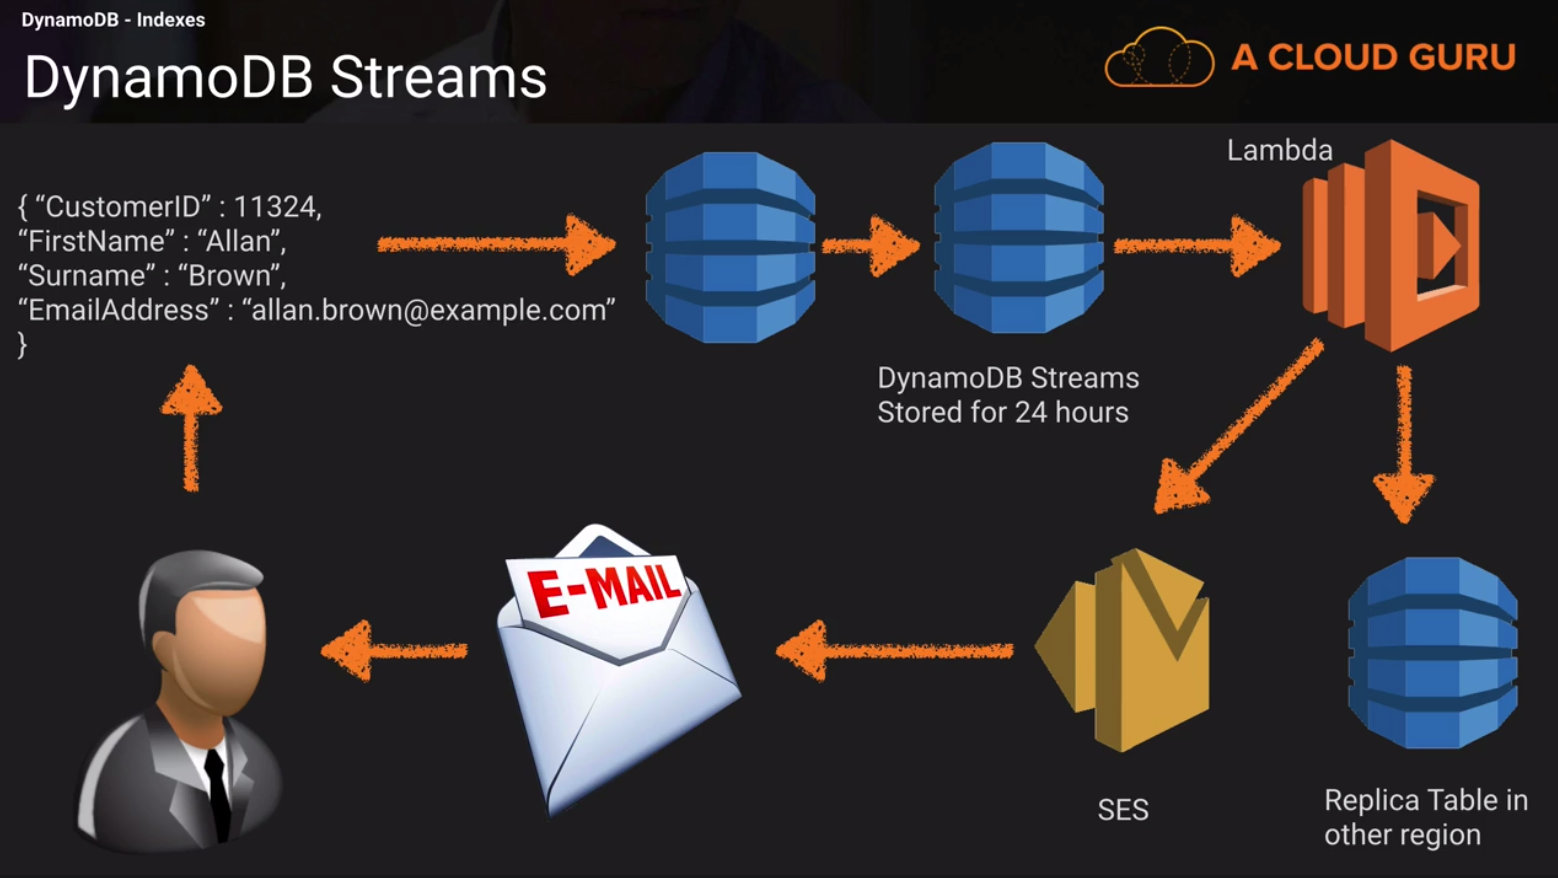 DynamoDB - Indexes
DynamoDB Streams
A CLOUD GURU
Lambda
{ “CustomerID” : 11324,
“FirstName” : “Allan”,
“Surname” : “Brown”,
“EmailAddress” : “allan.brown@example.com”
}
DynamoDB Streams
Stored for 24 hours
E-MAIL
SES
Replica Table in
other region